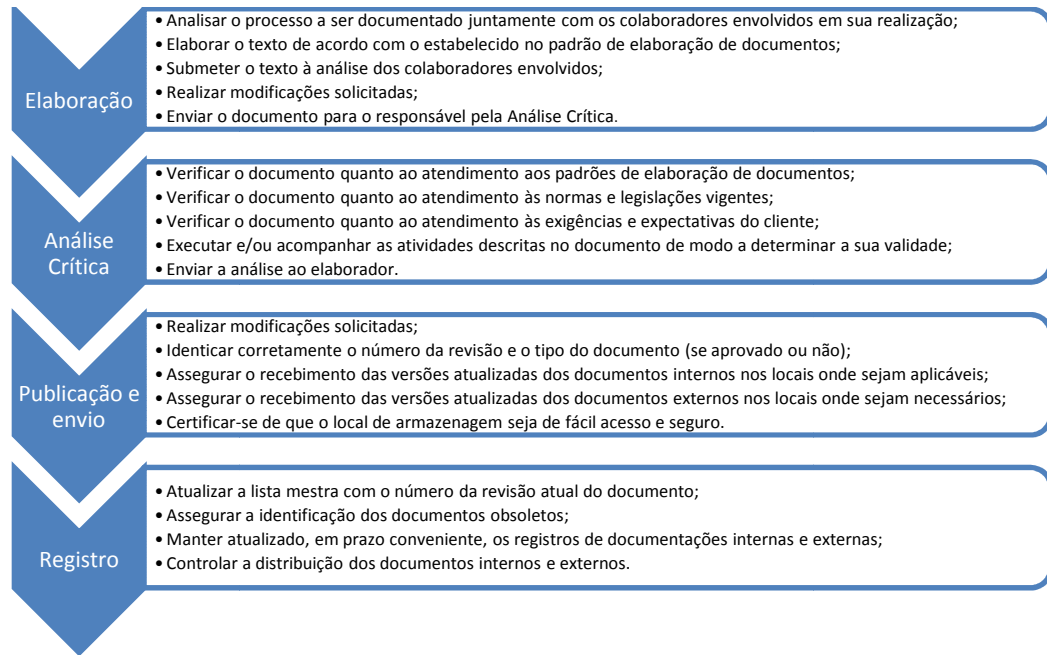 Elaboração
• Analisar o processo a ser documentado juntamente com os colaboradores envolvidos em sua realização;
• Elaborar o texto de acordo com o estabelecido no padrão de elaboração de documentos;
• Submeter o texto à análise dos colaboradores envolvidos;
• Realizar modificações solicitadas;
• Enviar o documento para o responsável pela Análise Crítica.
Análise
Crítica
• Verificar o documento quanto ao atendimento aos padrões de elaboração de documentos;
• Verificar o documento quanto ao atendimento às normas e legislações vigentes;
• Verificar o documento quanto ao atendimento às exigências e expectativas do cliente;
• Executar e/ou acompanhar as atividades descritas no documento de modo a determinar a sua validade;
• Enviar a análise ao elaborador.
Publicação e
envio
• Realizar modificações solicitadas;
• Identicar corretamente o número da revisão e o tipo do documento (se aprovado ou não);
• Assegurar o recebimento das versões atualizadas dos documentos internos nos locais onde sejam aplicáveis;
• Assegurar o recebimento das versões atualizadas dos documentos externos nos locais onde sejam necessários;
• Certificar-se de que o local de armazenagem seja de fácil acesso e seguro.
Registro
• Atualizar a lista mestra com o número da revisão atual do documento;
• Assegurar a identificação dos documentos obsoletos;
• Manter atualizado, em prazo conveniente, os registros de documentações internas e externas;
• Controlar a distribuição dos documentos internos e externos.